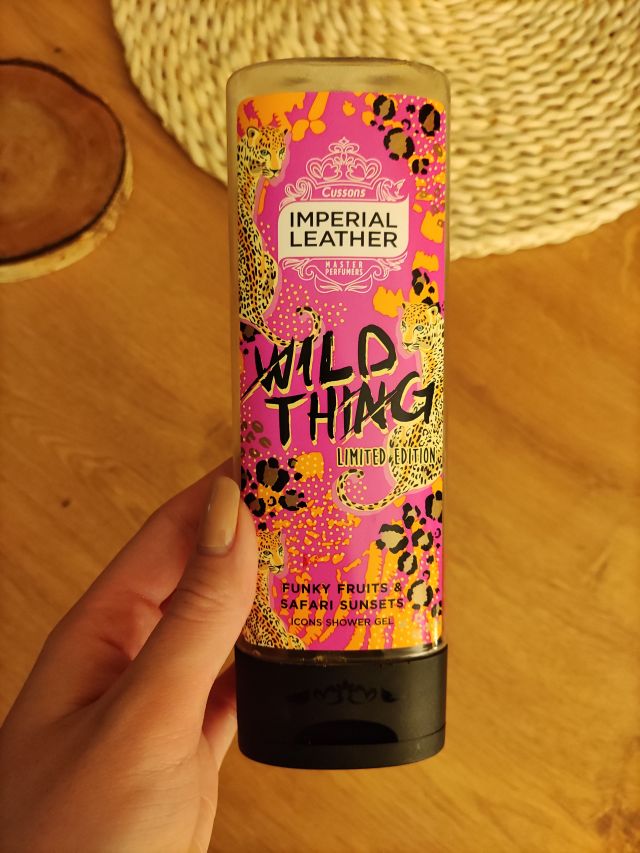 Cussons
IMPERIAL
LEATHER
MASTER
PERFUMERS
WILD
THING
LIMITED EDITION
FUNKY FRUITS &
SAFARI SUNSETS
ICONS SHOWER GEL